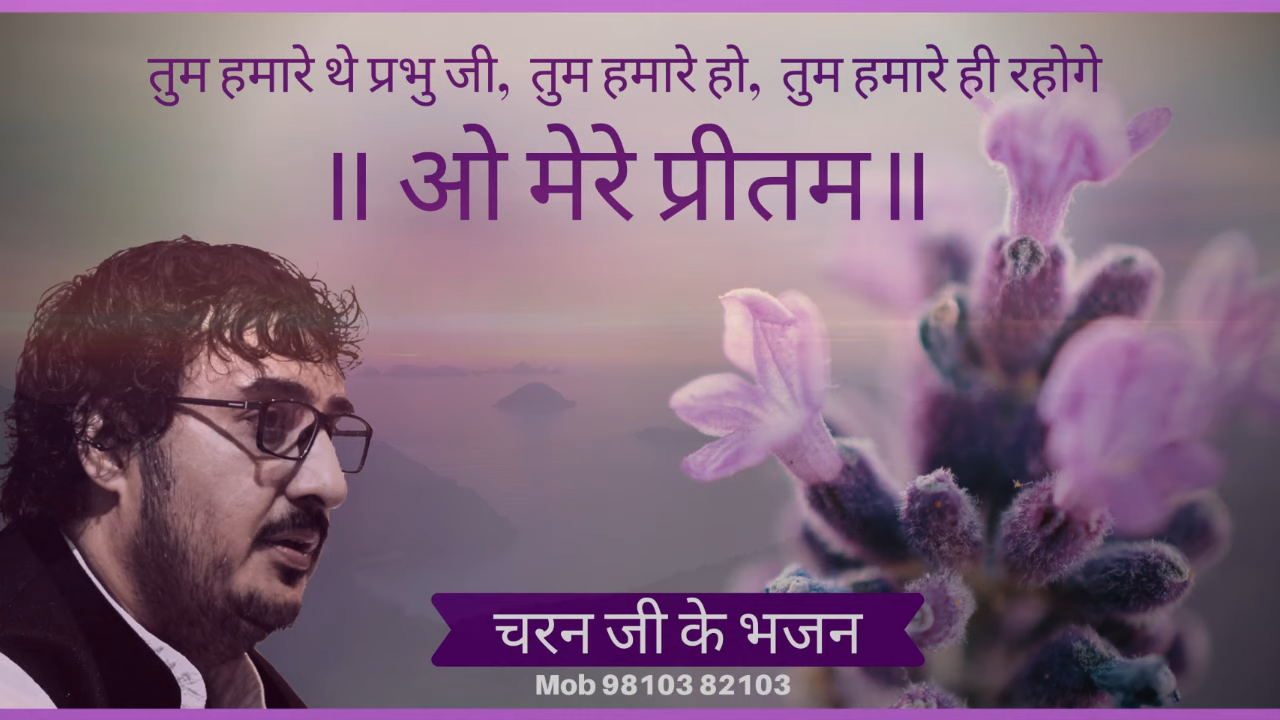 तुम हमारे थे प्रभु जी, तुम हमारे हो, तुम हमारे ही रहोगे
॥ ओ मेरे प्रीतम ॥
चरन जी के भजन
Mob 98103 82103